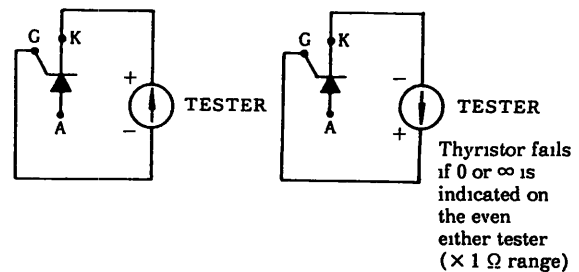 G K
+
TESTER
A
−
G K
−
TESTER
A
+
Thyristor fails
if 0 or ∞ is
indicated on
the even
either tester
(× 1 Ω range)